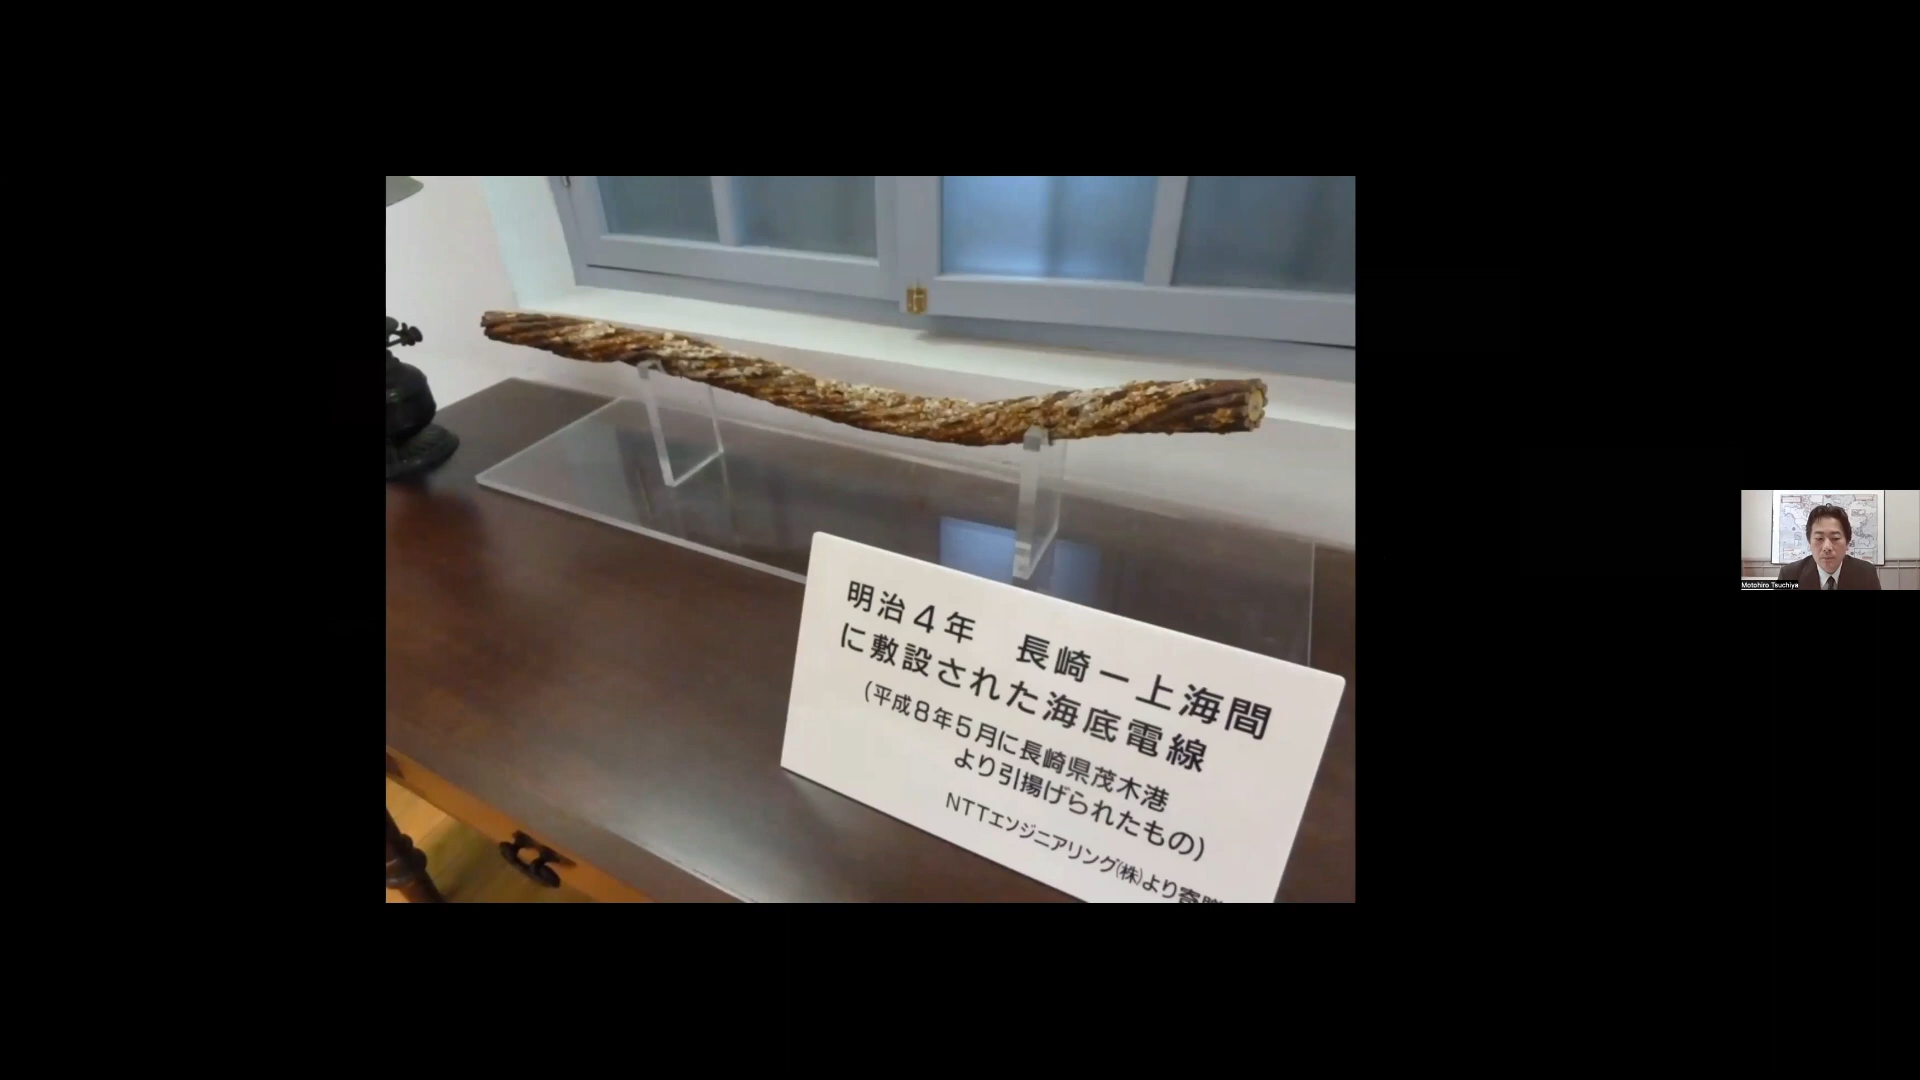 明治4年 長崎ー上海間
に敷設された海底電線
(平成8年5月に長崎県茂木港
より引揚げられたもの)
NTTエンジニアリング㈱より寄贈
Motohiro Tsuchiya